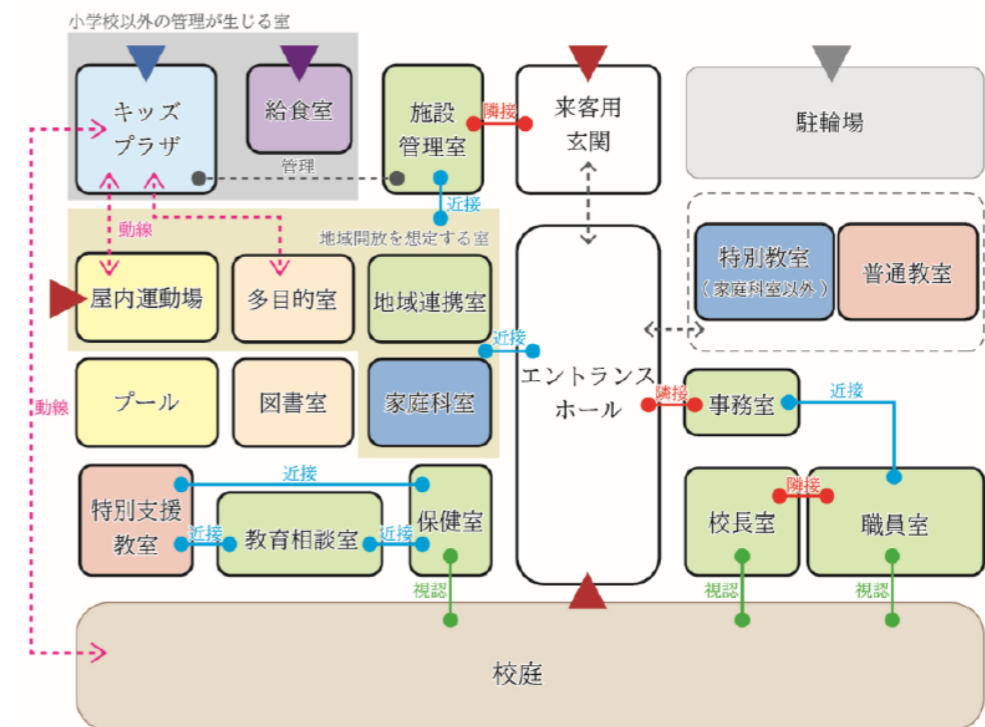 小学校以外の管理が生じる室
キッズ
プラザ
給食室
施設
管理室
隣接
来客用
玄関
駐輪場
管理
近接
動線
地域開放を想定する室
屋内運動場
多目的室
地域連携室
特別教室
（家庭科室以外）
普通教室
近接
エントランス
ホール
プール
図書室
家庭科室
動線
隣接
事務室
近接
特別支援
教室
近接
近接
教育相談室
近接
保健室
校長室
隣接
職員室
視認
視認
視認
校庭